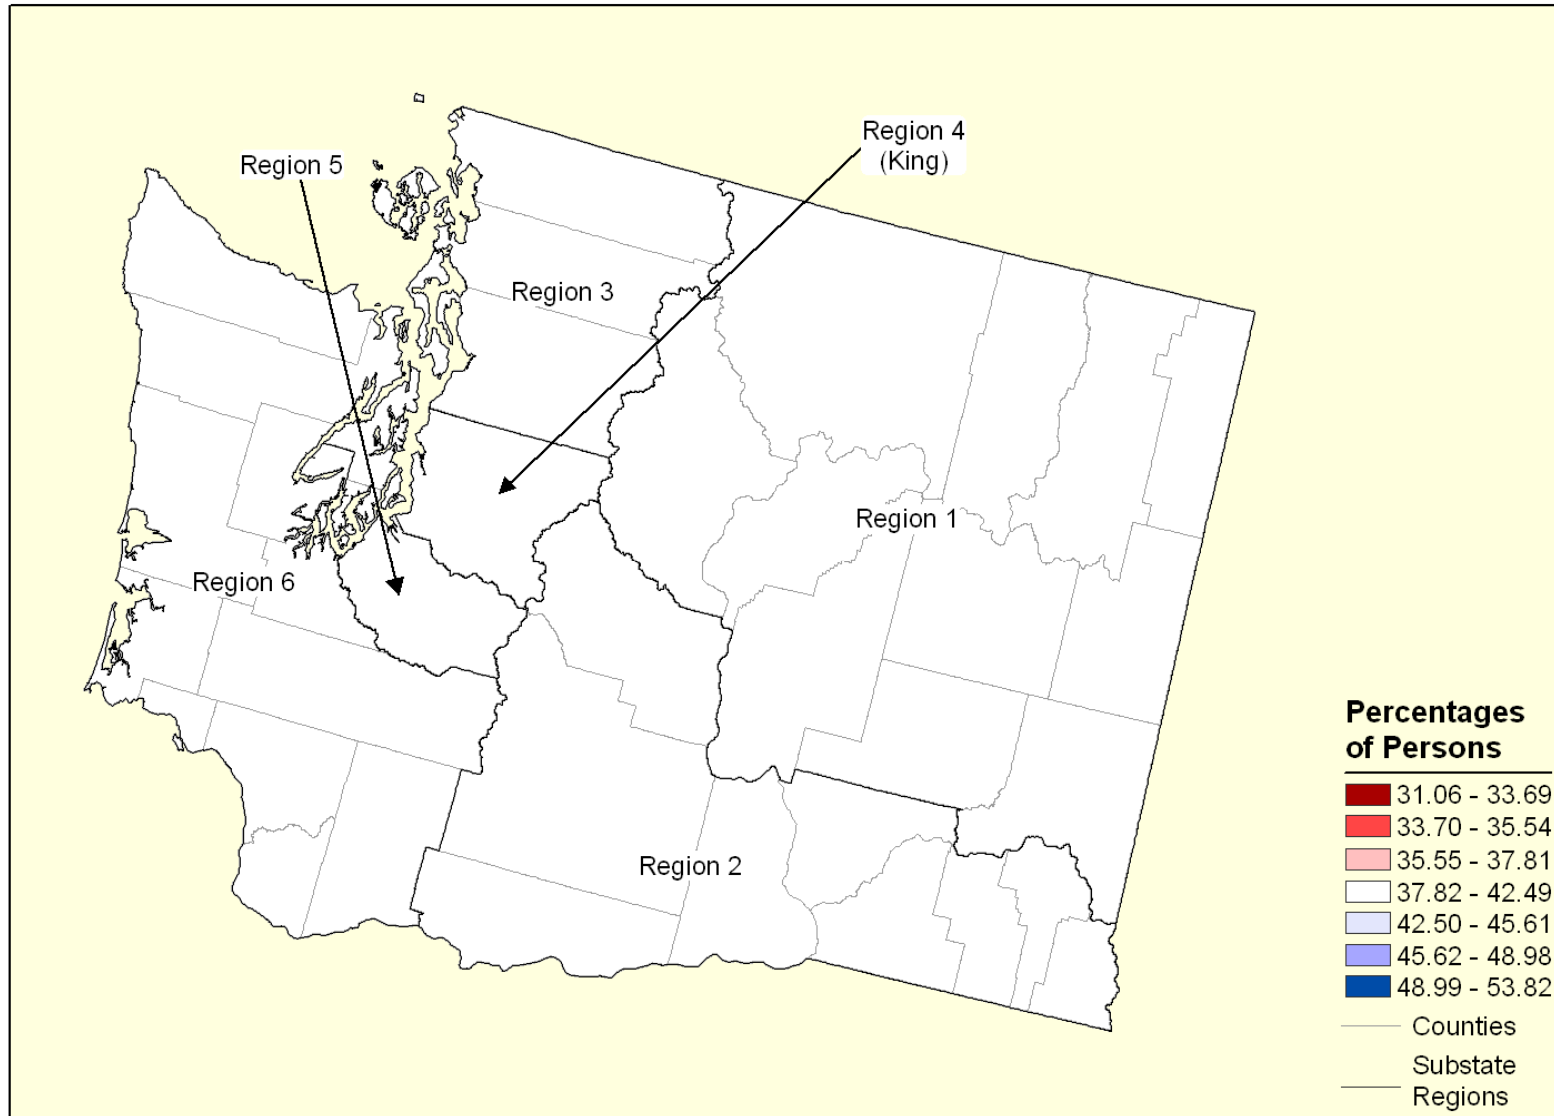 Region 4
(King)
Region 5
Region 3
Region 1
Region 6
Region 2
Percentages
of Persons
31.06 - 33.69
33.70 - 35.54
35.55 - 37.81
37.82 - 42.49
42.50 - 45.61
45.62 - 48.98
48.99 - 53.82
Counties
Substate
Regions